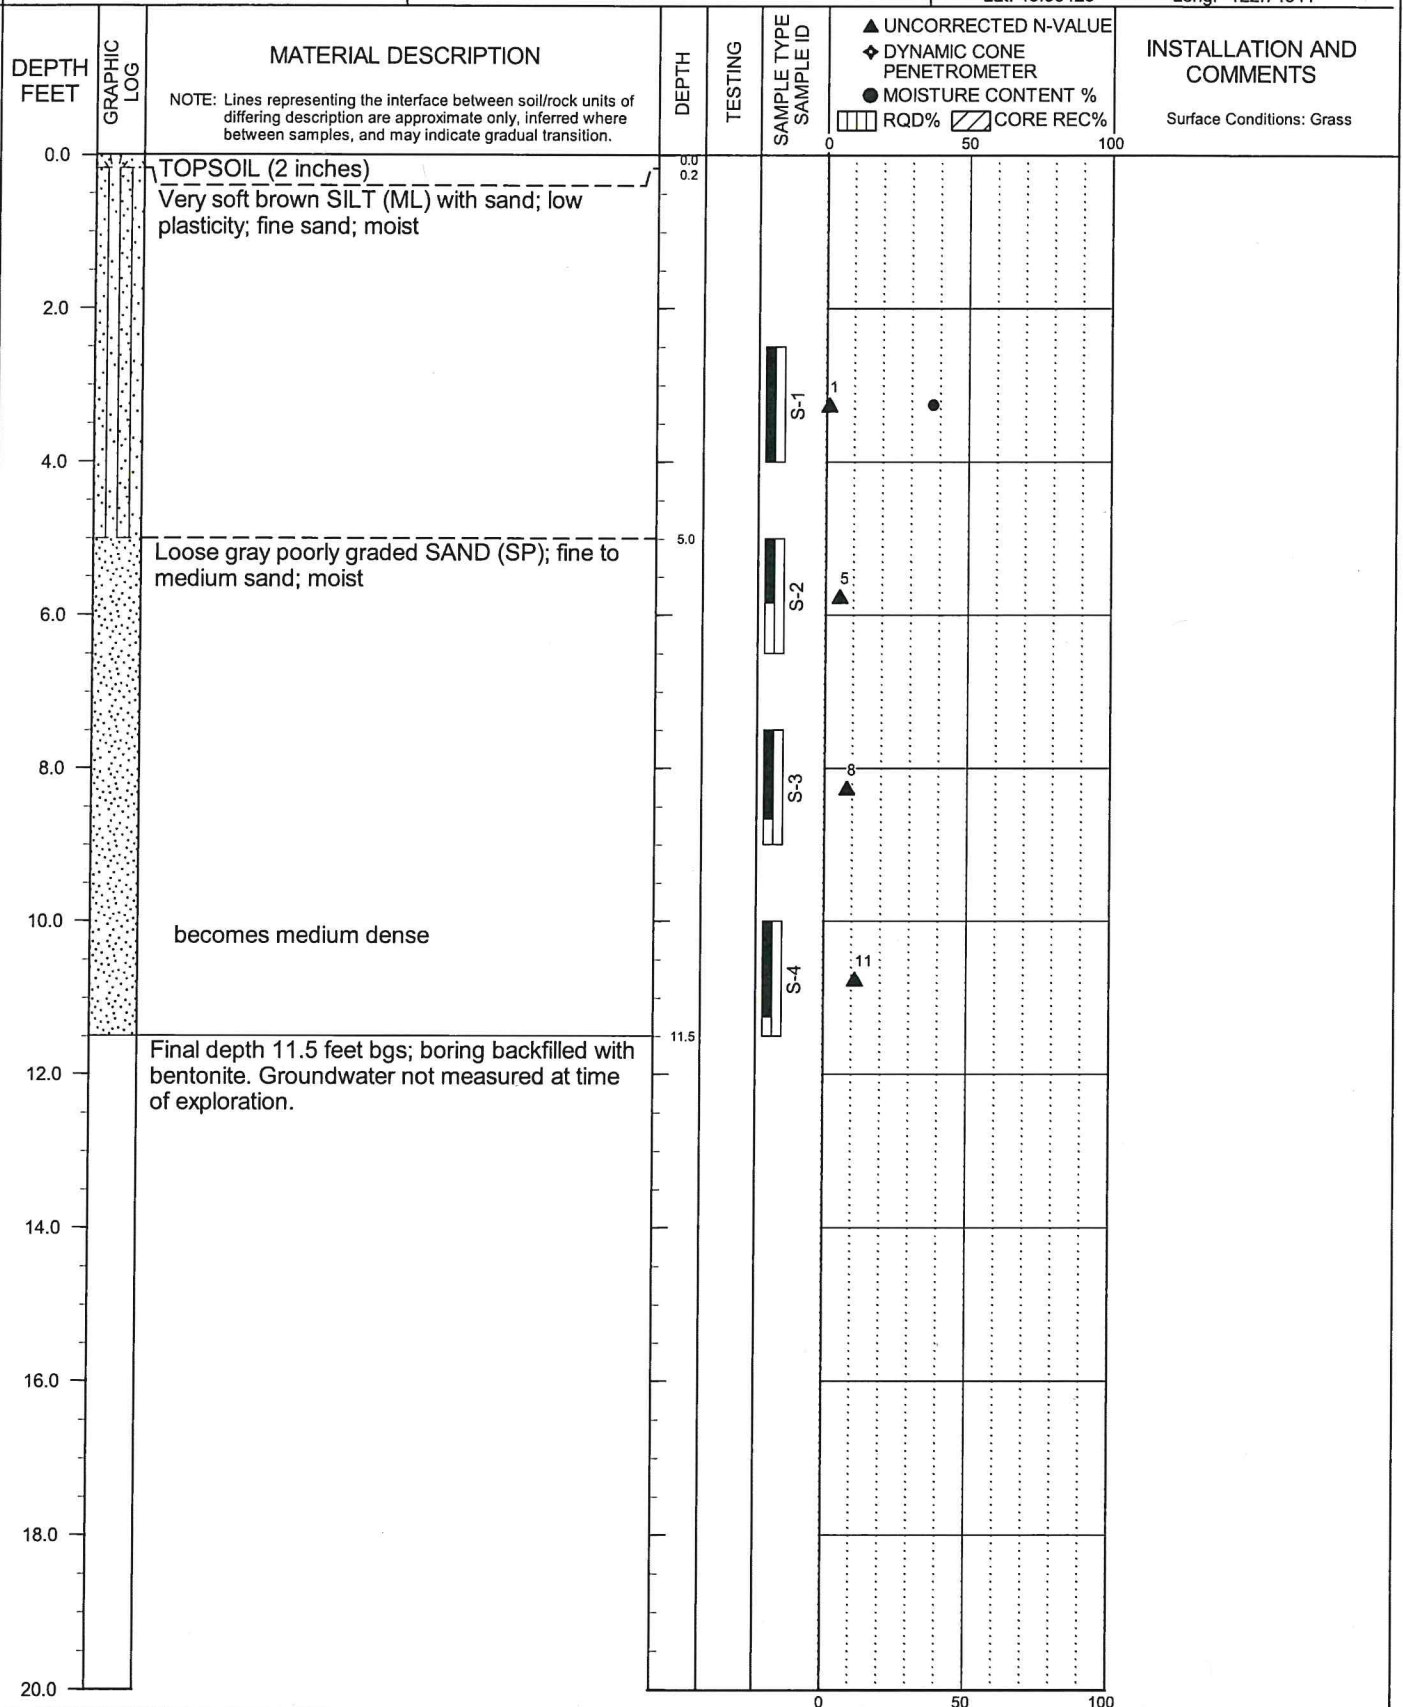 DEPTH
FEET
GRAPHIC
LOG
MATERIAL DESCRIPTION
NOTE: Lines representing the interface between soil/rock units of
differing description are approximate only, inferred where
between samples, and may indicate gradual transition.
DEPTH
TESTING
SAMPLE TYPE
SAMPLE ID
▲ UNCORRECTED N-VALUE
DYNAMIC CONE
PENETROMETER
● MOISTURE CONTENT %
RQD% CORE REC%
0 50 100
INSTALLATION AND
COMMENTS
Surface Conditions: Grass
0.0
TOPSOIL (2 inches)
0.0
0.2
Very soft brown SILT (ML) with sand; low
plasticity; fine sand; moist
2.0
S-1
1
4.0
5.0
Loose gray poorly graded SAND (SP); fine to
medium sand; moist
S-2
5
6.0
8.0
S-3
8
10.0
becomes medium dense
S-4
11
11.5
Final depth 11.5 feet bgs; boring backfilled with
bentonite. Groundwater not measured at time
of exploration.
12.0
14.0
16.0
18.0
20.0
0 50 100